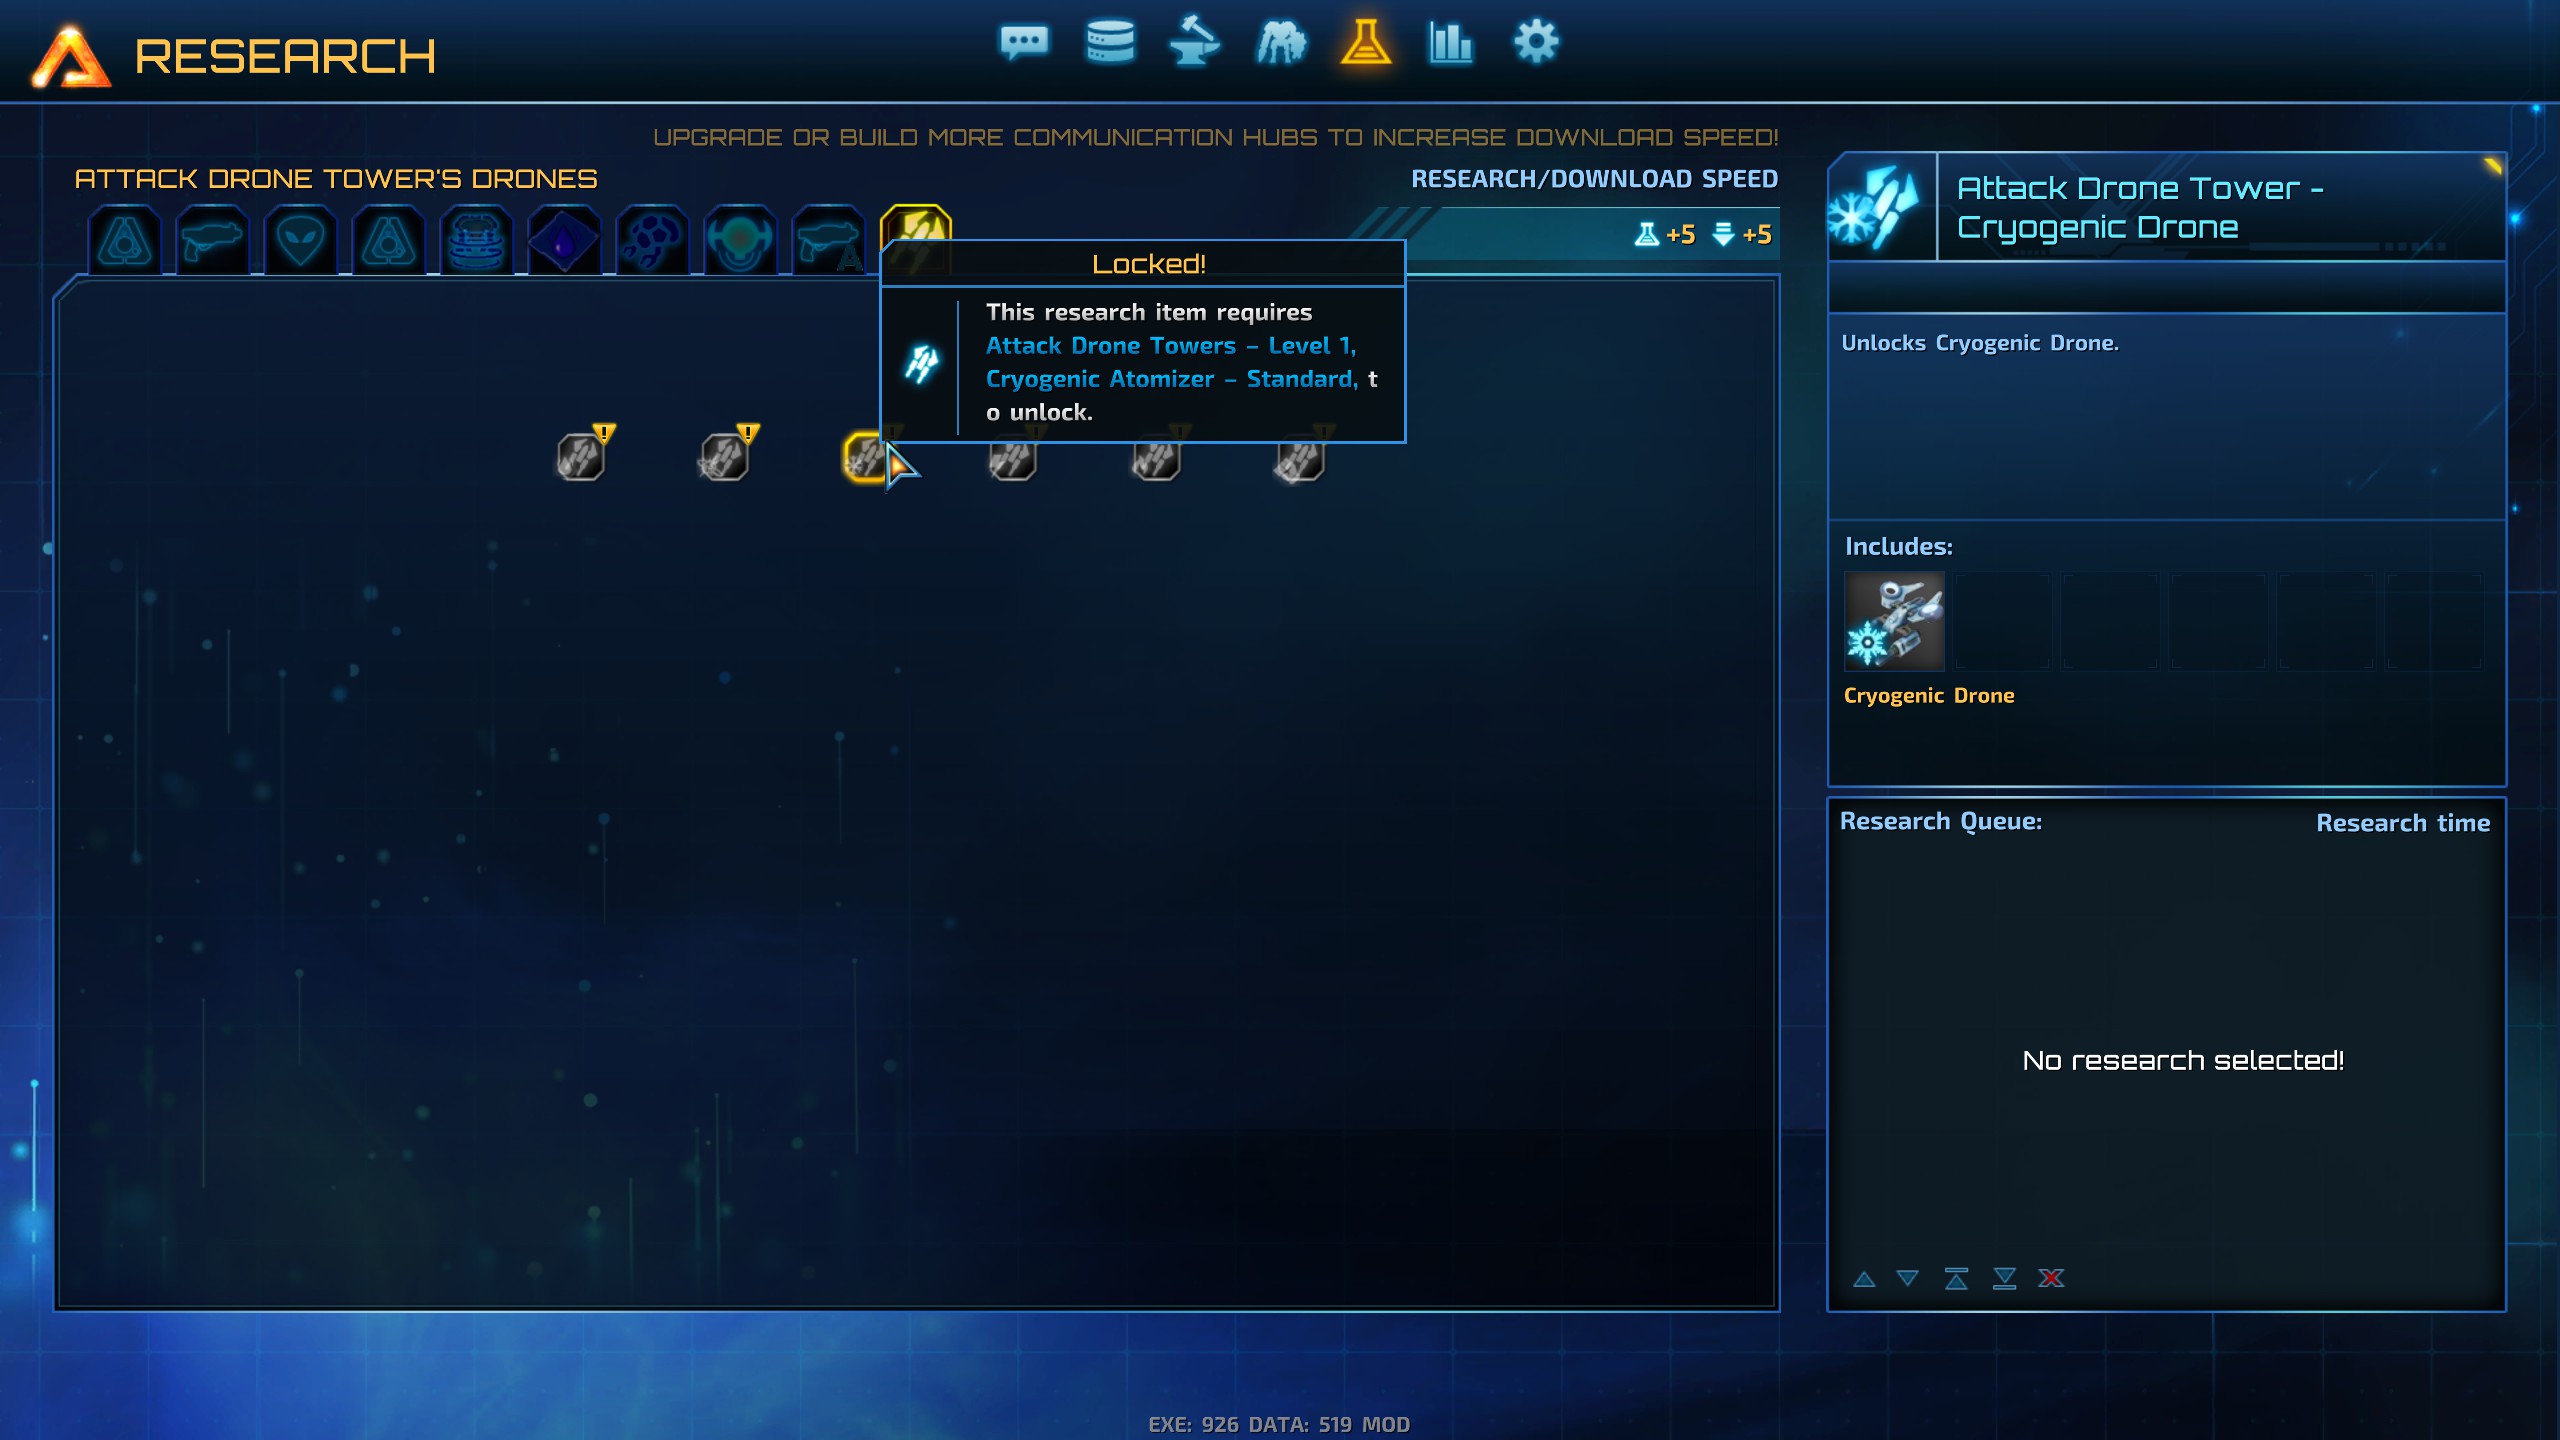 RESEARCH
UPGRADE OR BUILD MORE COMMUNICATION HUBS TO INCREASE DOWNLOAD SPEED!
ATTACK DRONE TOWER'S DRONES
RESEARCH/DOWNLOAD SPEED
+5 +5
A
Locked!
This research item requires
Attack Drone Towers – Level 1,
Cryogenic Atomizer – Standard, t
o unlock.
Attack Drone Tower -
Cryogenic Drone
Unlocks Cryogenic Drone.
Includes:
Cryogenic Drone
Research Queue:
Research time
No research selected!
EXE: 926 DATA: 519 MOD